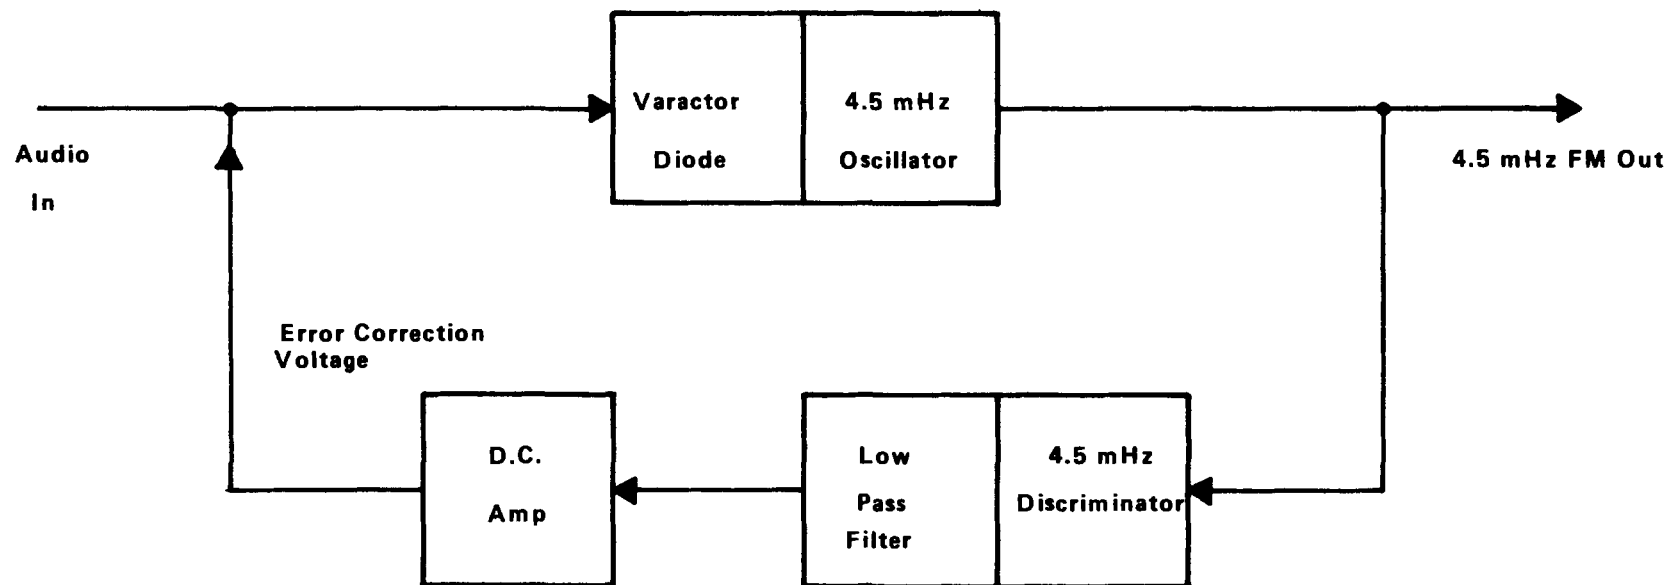 Varactor
Diode
4.5 mHz
Oscillator
Audio
In
4.5 mHz FM Out
Error Correction
Voltage
D.C.
Amp
Low
Pass
Filter
4.5 mHz
Discriminator